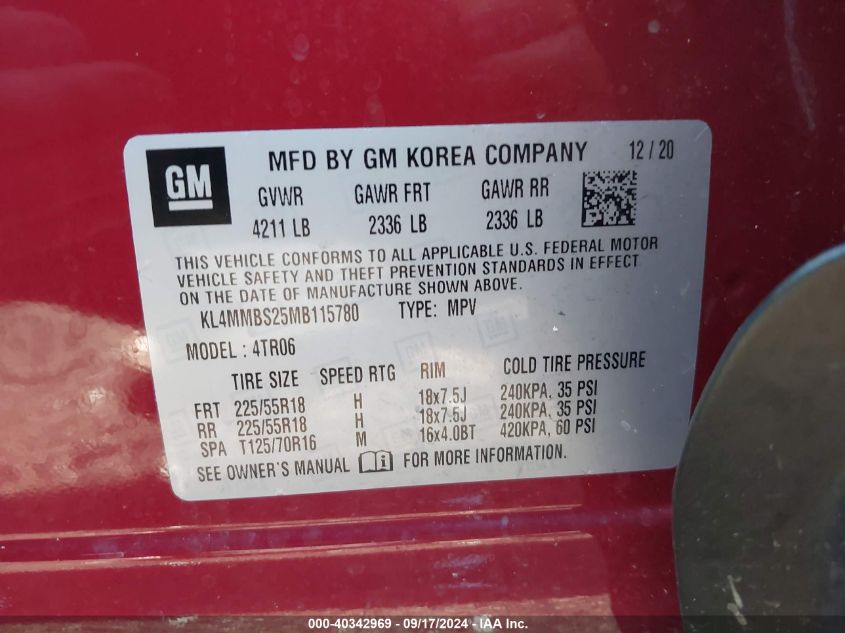 GM
MFD BY GM KOREA COMPANY 12 / 20
GVWR GAWR FRT GAWR RR
4211 LB 2336 LB 2336 LB
THIS VEHICLE CONFORMS TO ALL APPLICABLE U.S. FEDERAL MOTOR
VEHICLE SAFETY AND THEFT PREVENTION STANDARDS IN EFFECT
ON THE DATE OF MANUFACTURE SHOWN ABOVE.
KL4MMBS25MB115780 TYPE: MPV
MODEL : 4TR06
TIRE SIZE SPEED RTG RIM COLD TIRE PRESSURE
FRT 225/55R18 H 18x7.5J 240KPA, 35 PSI
RR 225/55R18 H 18x7.5J 240KPA, 35 PSI
SPA T125/70R16 M 16x4.0BT 420KPA, 60 PSI
SEE OWNER'S MANUAL i FOR MORE INFORMATION.
000-40342969 - 09/17/2024 - IAA Inc.